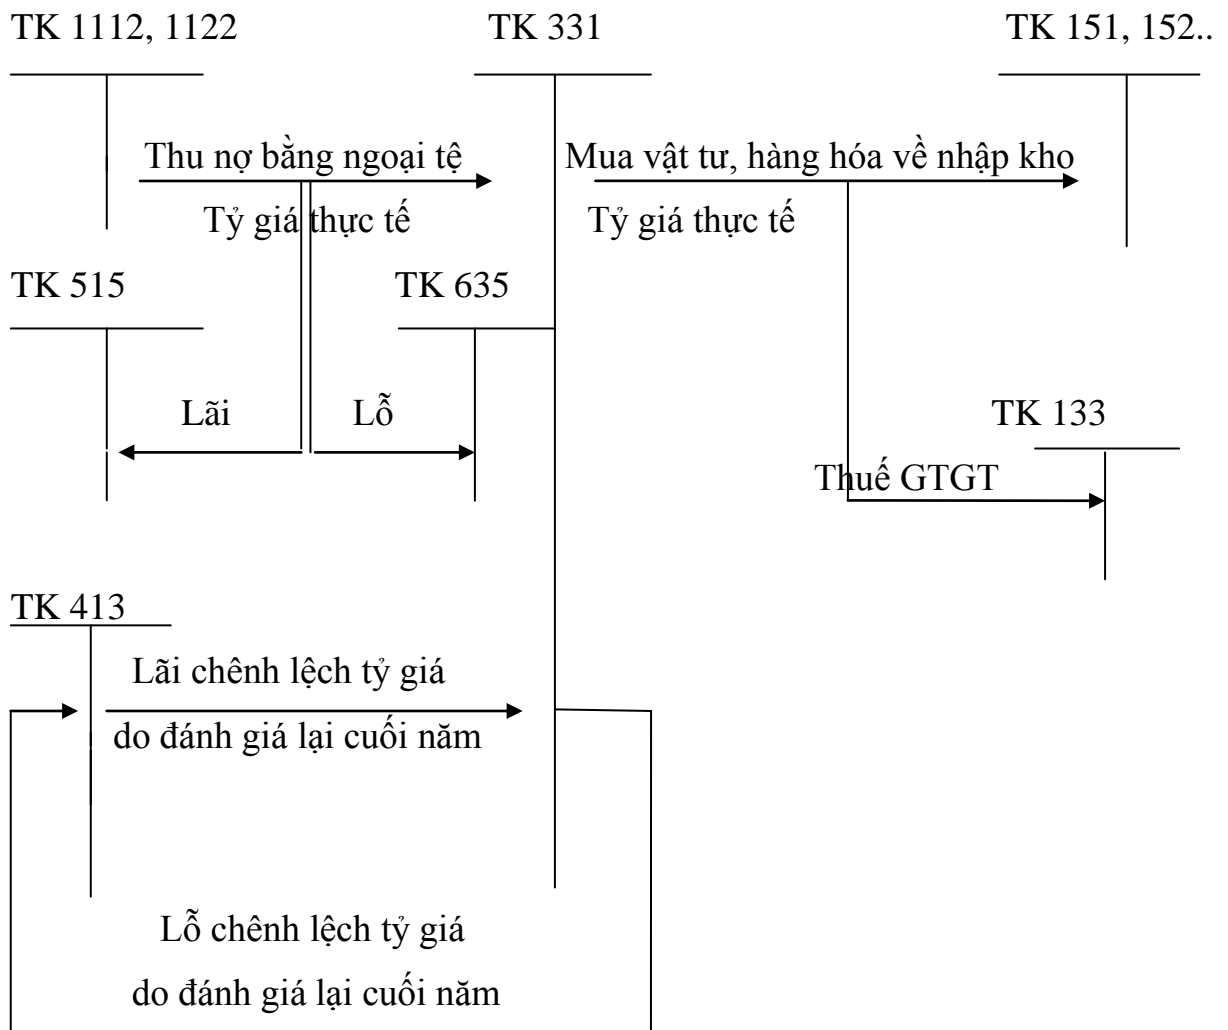 TK 1112, 1122
TK 331
TK 151, 152..
Thu nợ bằng ngoại tệ
Mua vật tư, hàng hóa về nhập kho
Tỷ giá thực tế
Tỷ giá thực tế
TK 515
TK 635
Lãi
Lỗ
TK 133
Thuế GTGT
TK 413
Lãi chênh lệch tỷ giá
do đánh giá lại cuối năm
Lỗ chênh lệch tỷ giá
do đánh giá lại cuối năm